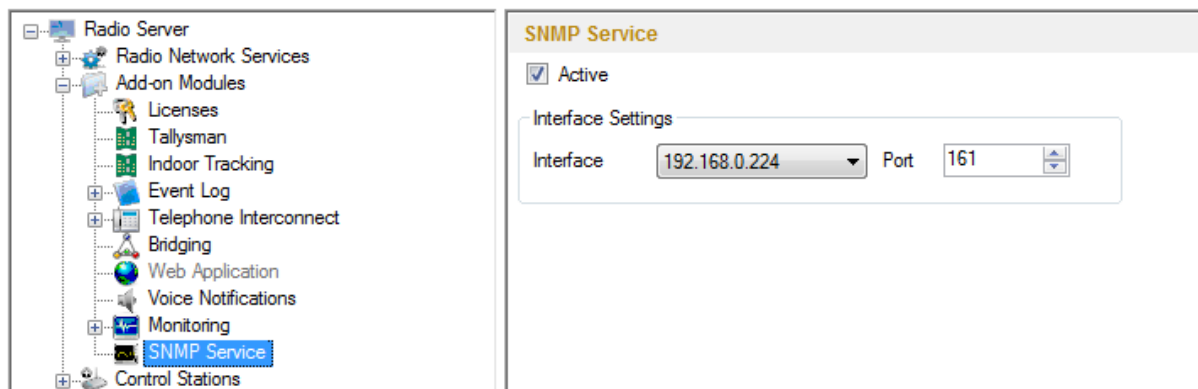 Radio Server
Radio Network Services
Add-on Modules
Licenses
Tallysman
Indoor Tracking
Event Log
Telephone Interconnect
Bridging
Web Application
Voice Notifications
Monitoring
SNMP Service
Control Stations
SNMP Service
Active
Interface Settings
Interface 192.168.0.224 Port 161